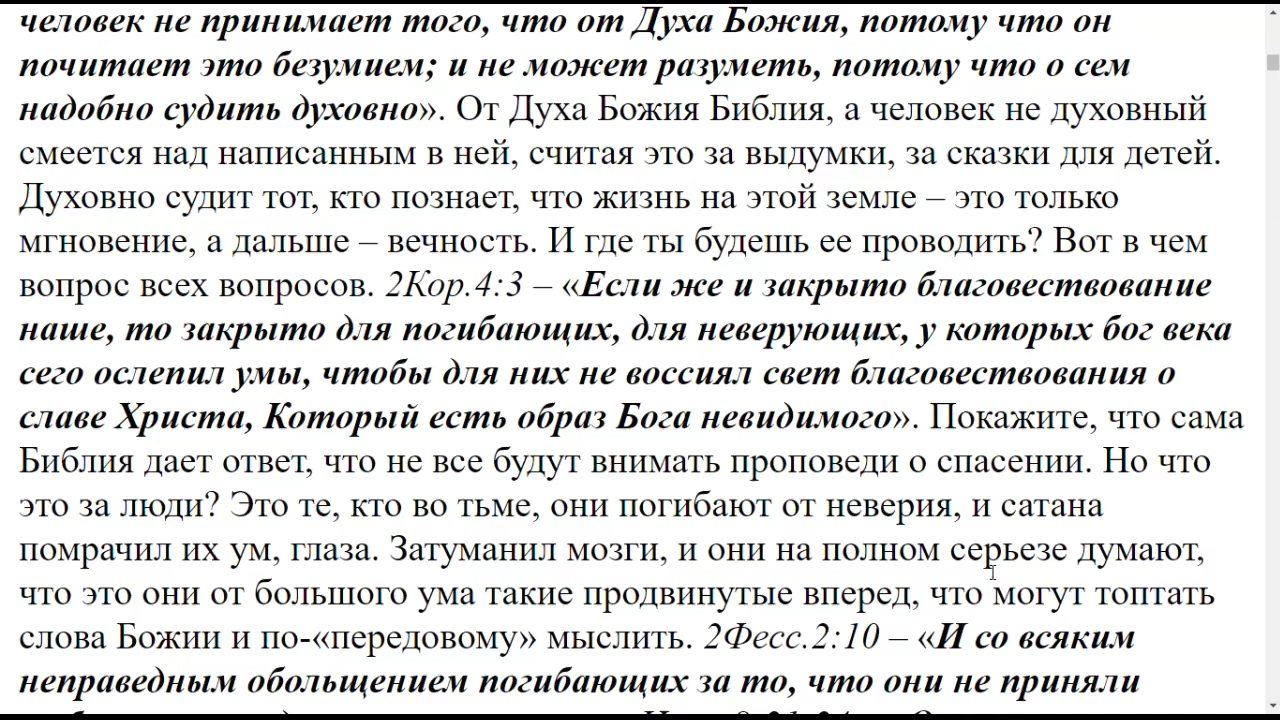 человек не принимает того, что от Духа Божия, потому что он
почитает это безумием; и не может разуметь, потому что о сем
надобно судить духовно». От Духа Божия Библия, а человек не духовный
смеется над написанным в ней, считая это за выдумки, за сказки для детей.
Духовно судит тот, кто познает, что жизнь на этой земле – это только
мгновение, а дальше – вечность. И где ты будешь ее проводить? Вот в чем
вопрос всех вопросов. 2Кор.4:3 – «Если же и закрыто благовествование
наше, то закрыто для погибающих, для неверующих, у которых бог века
сего ослепил умы, чтобы для них не воссиял свет благовествования о
славе Христа, Который есть образ Бога невидимого». Покажите, что сама
Библия дает ответ, что не все будут внимать проповеди о спасении. Но что
это за люди? Это те, кто во тьме, они погибают от неверия, и сатана
помрачил их ум, глаза. Затуманил мозги, и они на полном серьезе думают,
что это они от большого ума такие продвинутые вперед, что могут топтать
слова Божии и по-«передовому» мыслить. 2Фесс.2:10 – «И со всяким
неправедным обольщением погибающих за то, что они не приняли